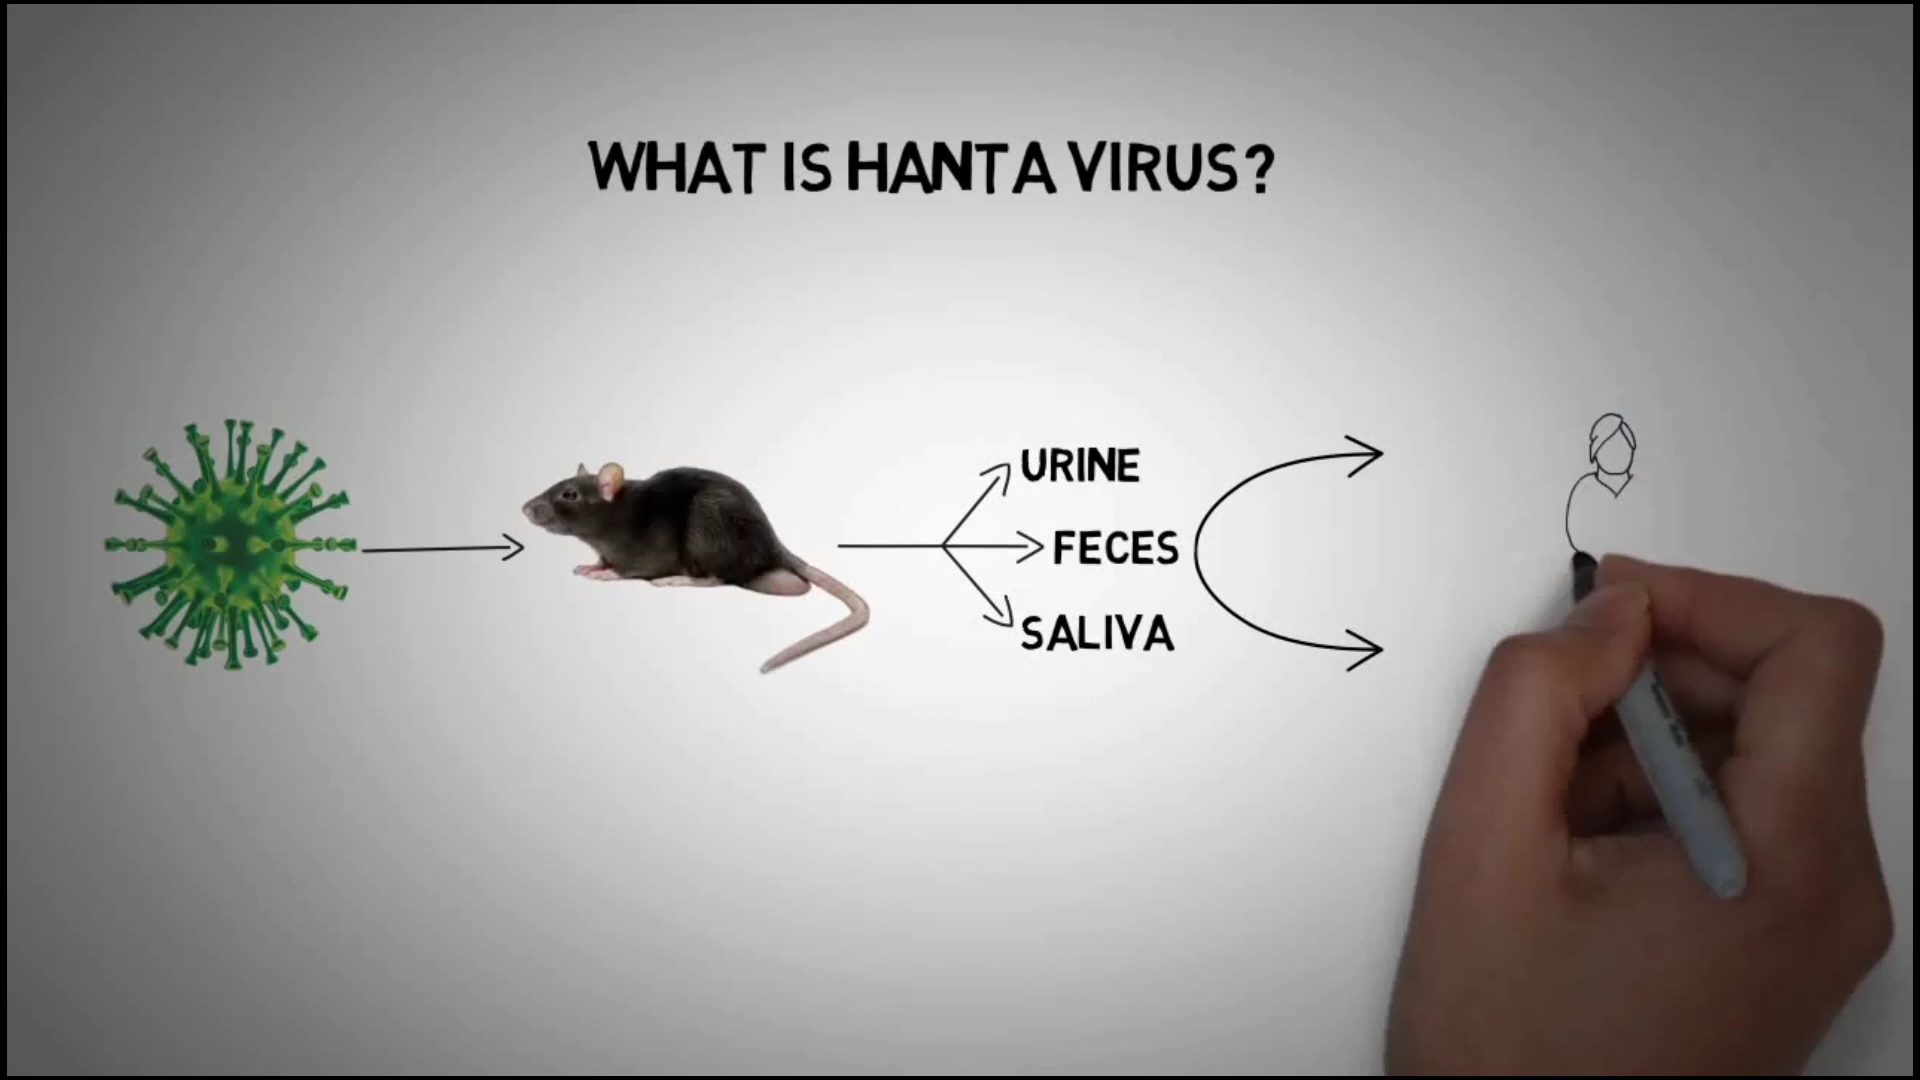 WHAT IS HANTA VIRUS?
URINE
FECES
SALIVA